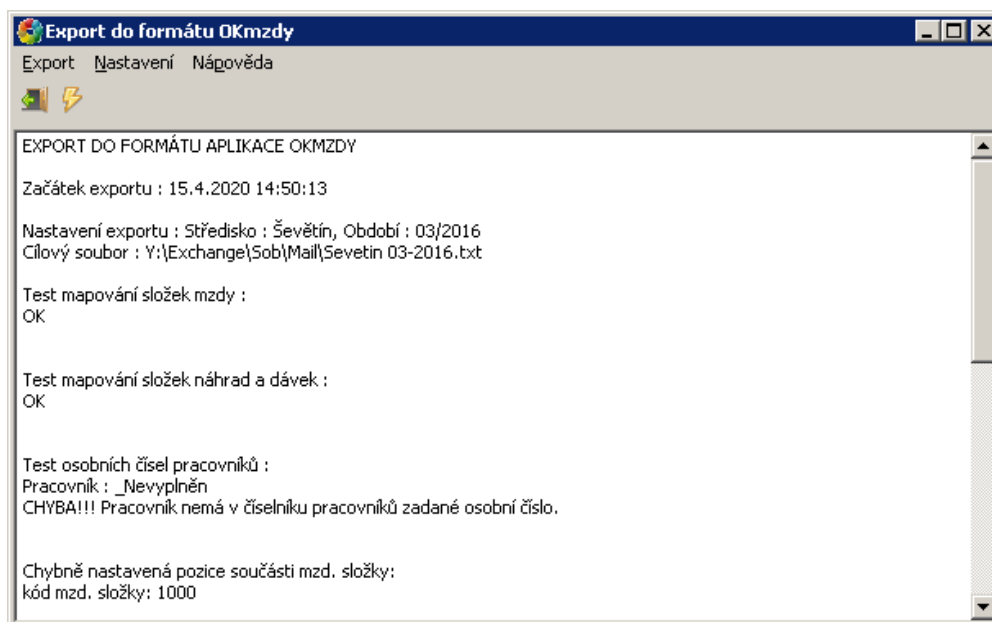 Export do formátu OKmzdy
Export Nastavení Nápověda
EXPORT DO FORMÁTU APLIKACE OKMZDY
Začátek exportu : 15.4.2020 14:50:13
Nastavení exportu : Středisko : Ševětín, Období : 03/2016
Cílový soubor : Y:\Exchange\Sob\Mail\Sevetin 03-2016.txt
Test mapování složek mzdy :
OK
Test mapování složek náhrad a dávek :
OK
Test osobních čísel pracovníků :
Pracovník : _Nevyplněn
CHYBA!!! Pracovník nemá v číselníku pracovníků zadané osobní číslo.
Chybně nastavená pozice součásti mzd. složky:
kód mzd. složky: 1000